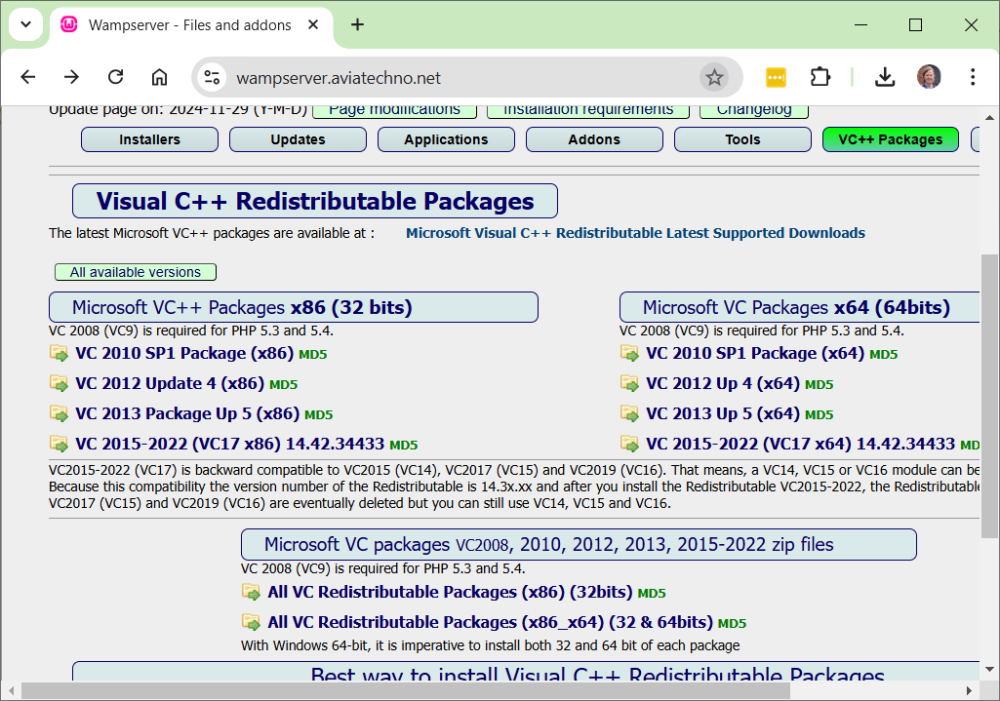 Wampserver - Files and addons
wampserver.aviatechno.net
Update page on: 2024-11-29 (Y-M-D) Page modifications Installation requirements Changelog
Installers Updates Applications Addons Tools VC++ Packages
Visual C++ Redistributable Packages
The latest Microsoft VC++ packages are available at : Microsoft Visual C++ Redistributable Latest Supported Downloads
All available versions
Microsoft VC++ Packages x86 (32 bits)
VC 2008 (VC9) is required for PHP 5.3 and 5.4.
VC 2010 SP1 Package (x86) MD5
VC 2012 Update 4 (x86) MD5
VC 2013 Package Up 5 (x86) MD5
VC 2015-2022 (VC17 x86) 14.42.34433 MD5
Microsoft VC Packages x64 (64bits)
VC 2008 (VC9) is required for PHP 5.3 and 5.4.
VC 2010 SP1 Package (x64) MD5
VC 2012 Up 4 (x64) MD5
VC 2013 Up 5 (x64) MD5
VC 2015-2022 (VC17 x64) 14.42.34433 MD
VC2015-2022 (VC17) is backward compatible to VC2015 (VC14), VC2017 (VC15) and VC2019 (VC16). That means, a VC14, VC15 or VC16 module can be
Because this compatibility the version number of the Redistributable is 14.3x.xx and after you install the Redistributable VC2015-2022, the Redistributable
VC2017 (VC15) and VC2019 (VC16) are eventually deleted but you can still use VC14, VC15 and VC16.
Microsoft VC packages VC2008, 2010, 2012, 2013, 2015-2022 zip files
VC 2008 (VC9) is required for PHP 5.3 and 5.4.
All VC Redistributable Packages (x86) (32bits) MD5
All VC Redistributable Packages (x86_x64) (32 & 64bits) MD5
With Windows 64-bit, it is imperative to install both 32 and 64 bit of each package
Best way to install Visual C++ Redistributable Packages